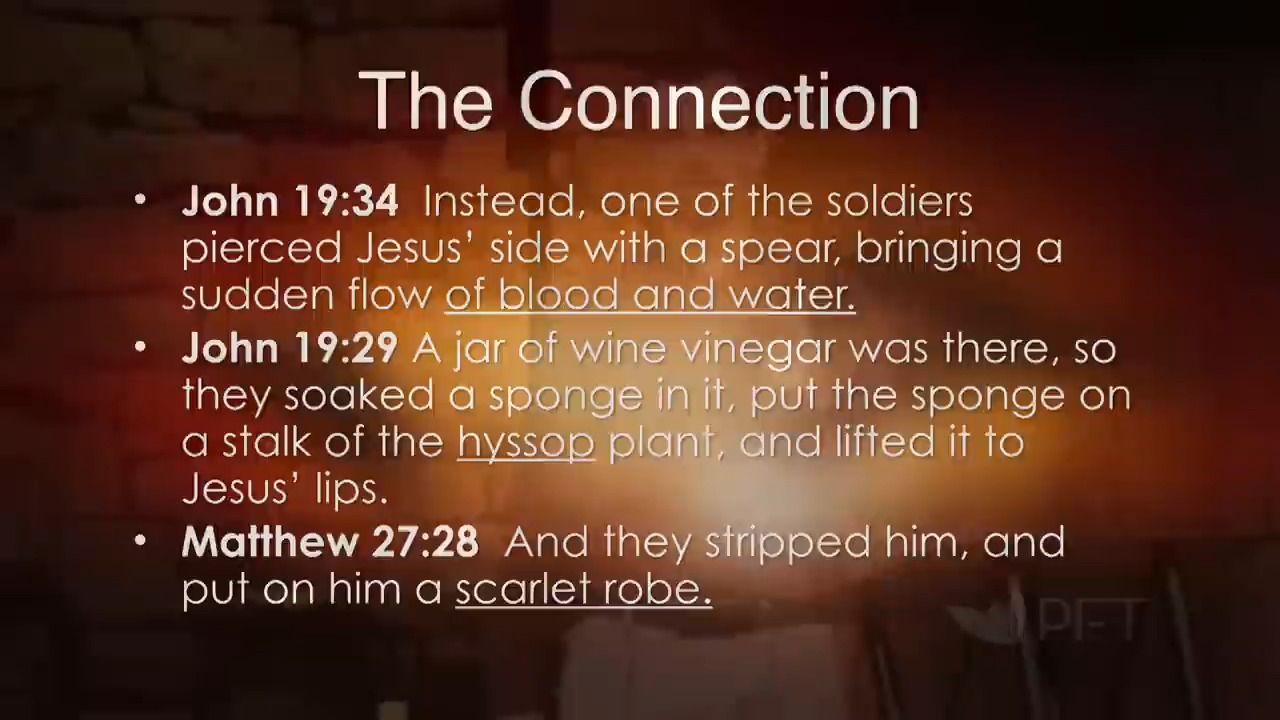 The Connection
• John 19:34 Instead, one of the soldiers
pierced Jesus’ side with a spear, bringing a
sudden flow of blood and water.
• John 19:29 A jar of wine vinegar was there, so
they soaked a sponge in it, put the sponge on
a stalk of the hyssop plant, and lifted it to
Jesus’ lips.
• Matthew 27:28 And they stripped him, and
put on him a scarlet robe.